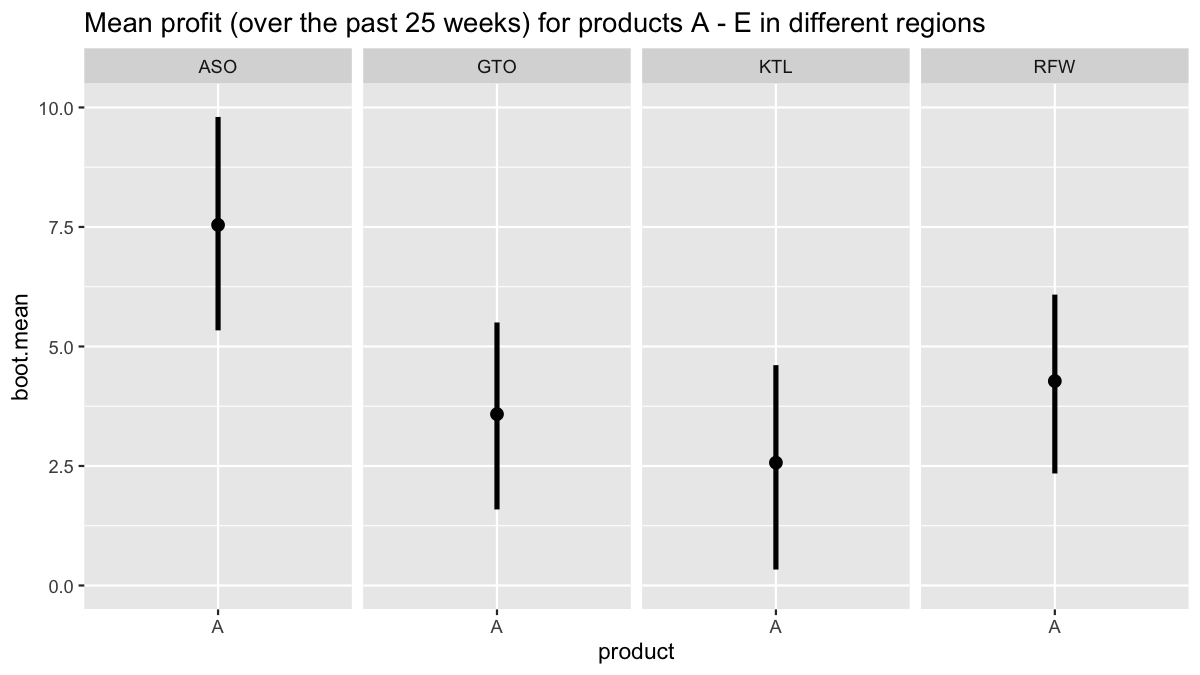 Mean profit (over the past 25 weeks) for products A - E in different regions
ASO GTO KTL RFW
10.0
7.5
5.0
2.5
0.0
boot.mean
A A A A
product